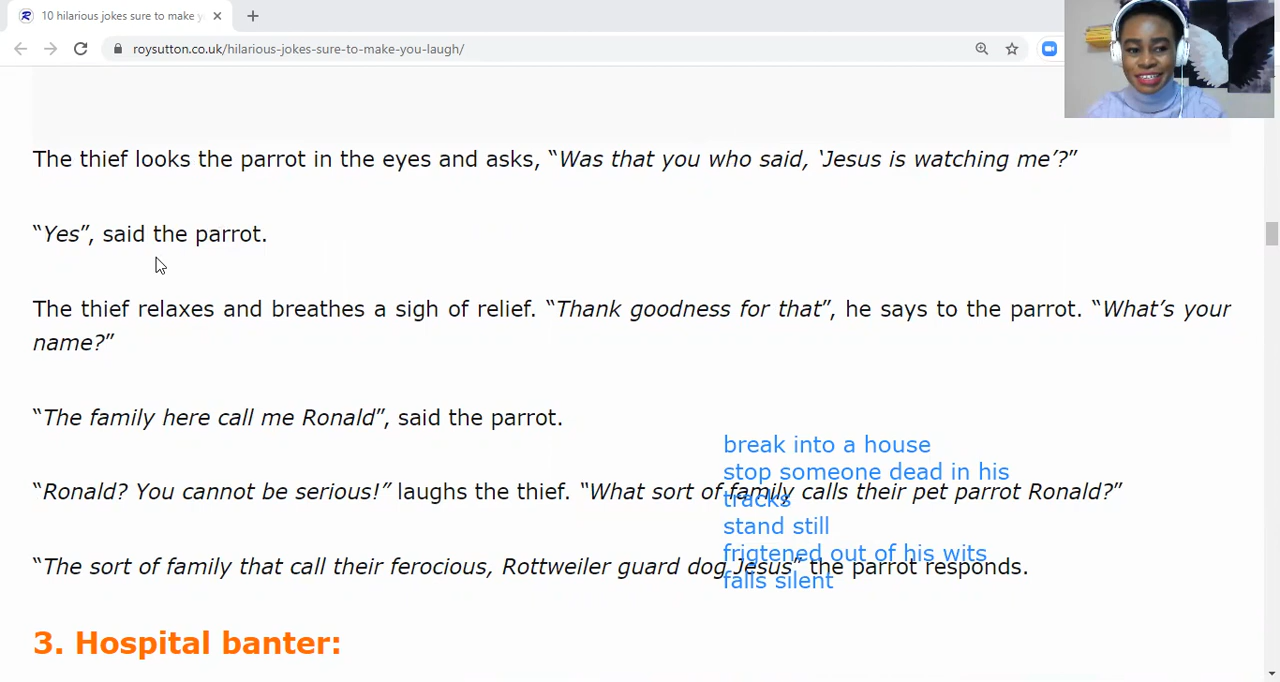 10 hilarious jokes sure to make y
roysutton.co.uk/hilarious-jokes-sure-to-make-you-laugh/
The thief looks the parrot in the eyes and asks, “Was that you who said, ‘Jesus is watching me’?”
“Yes”, said the parrot.
The thief relaxes and breathes a sigh of relief. “Thank goodness for that”, he says to the parrot. “What’s your
name?”
“The family here call me Ronald”, said the parrot.
break into a house
stop someone dead in his
“Ronald? You cannot be serious!” laughs the thief. “What sort of family calls their pet parrot Ronald?”
tracks
stand still
frigtened out of his wits
“The sort of family that call their ferocious, Rottweiler guard dog Jesus” the parrot responds.
falls silent
3. Hospital banter: